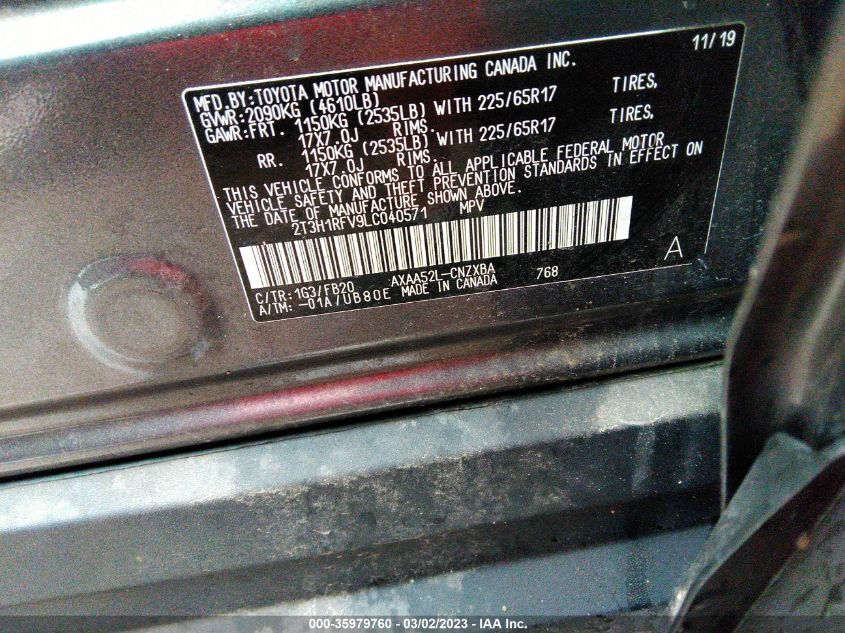 11/19
MFD.BY:TOYOTA MOTOR MANUFACTURING CANADA INC.
GVWR:2090KG (4610LB)
GAWR:FRT. 1150KG (2535LB) WITH 225/65R17 TIRES,
17X7.0J RIMS.
RR. 1150KG (2535LB) WITH 225/65R17 TIRES,
17X7.0J RIMS.
THIS VEHICLE CONFORMS TO ALL APPLICABLE FEDERAL MOTOR
VEHICLE SAFETY AND THEFT PREVENTION STANDARDS IN EFFECT ON
THE DATE OF MANUFACTURE SHOWN ABOVE.
2T3H1RFV9LC040571 MPV
A
C/TR:1G3/FB20 AXAA52L-CNZXBA 768
A/TM:-01A/UB80E MADE IN CANADA
000-35979760 - 03/02/2023 - IAA Inc.